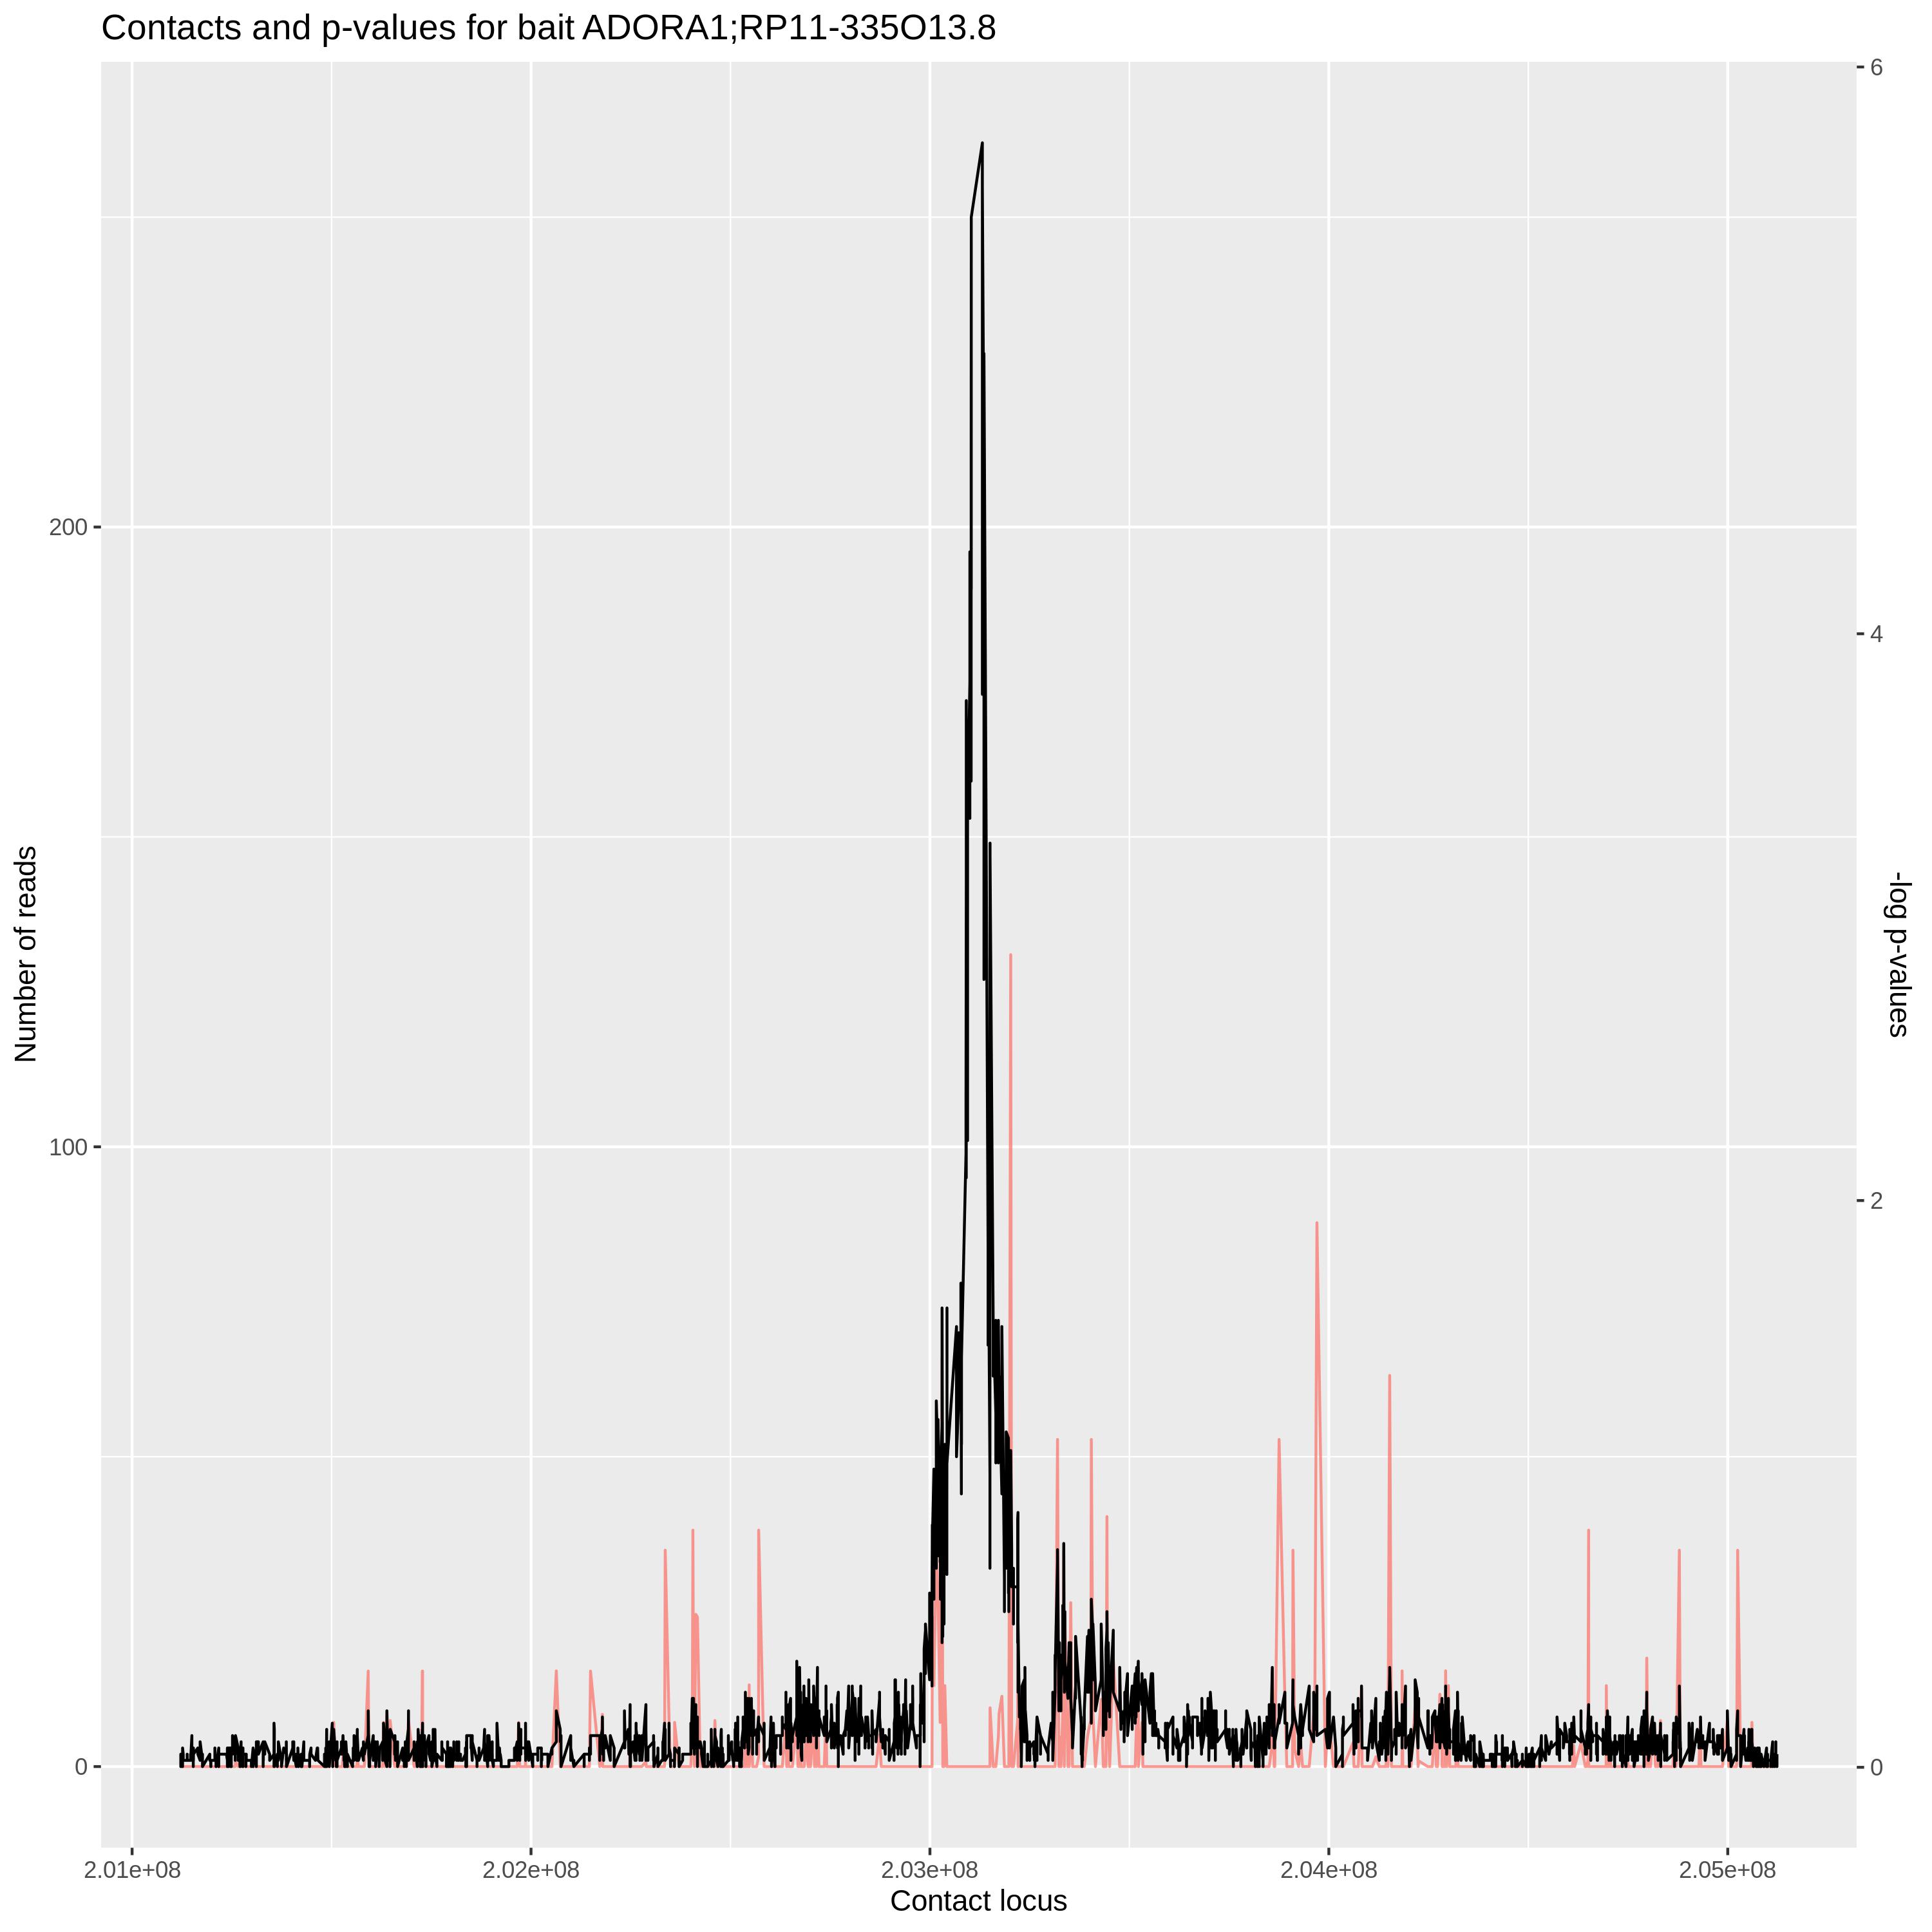 Contacts and p-values for bait ADORA1;RP11-335O13.8
6
200
4
Number of reads
-log p-values
2
100
0
0
2.01e+08
2.02e+08
2.03e+08
2.04e+08
2.05e+08
Contact locus